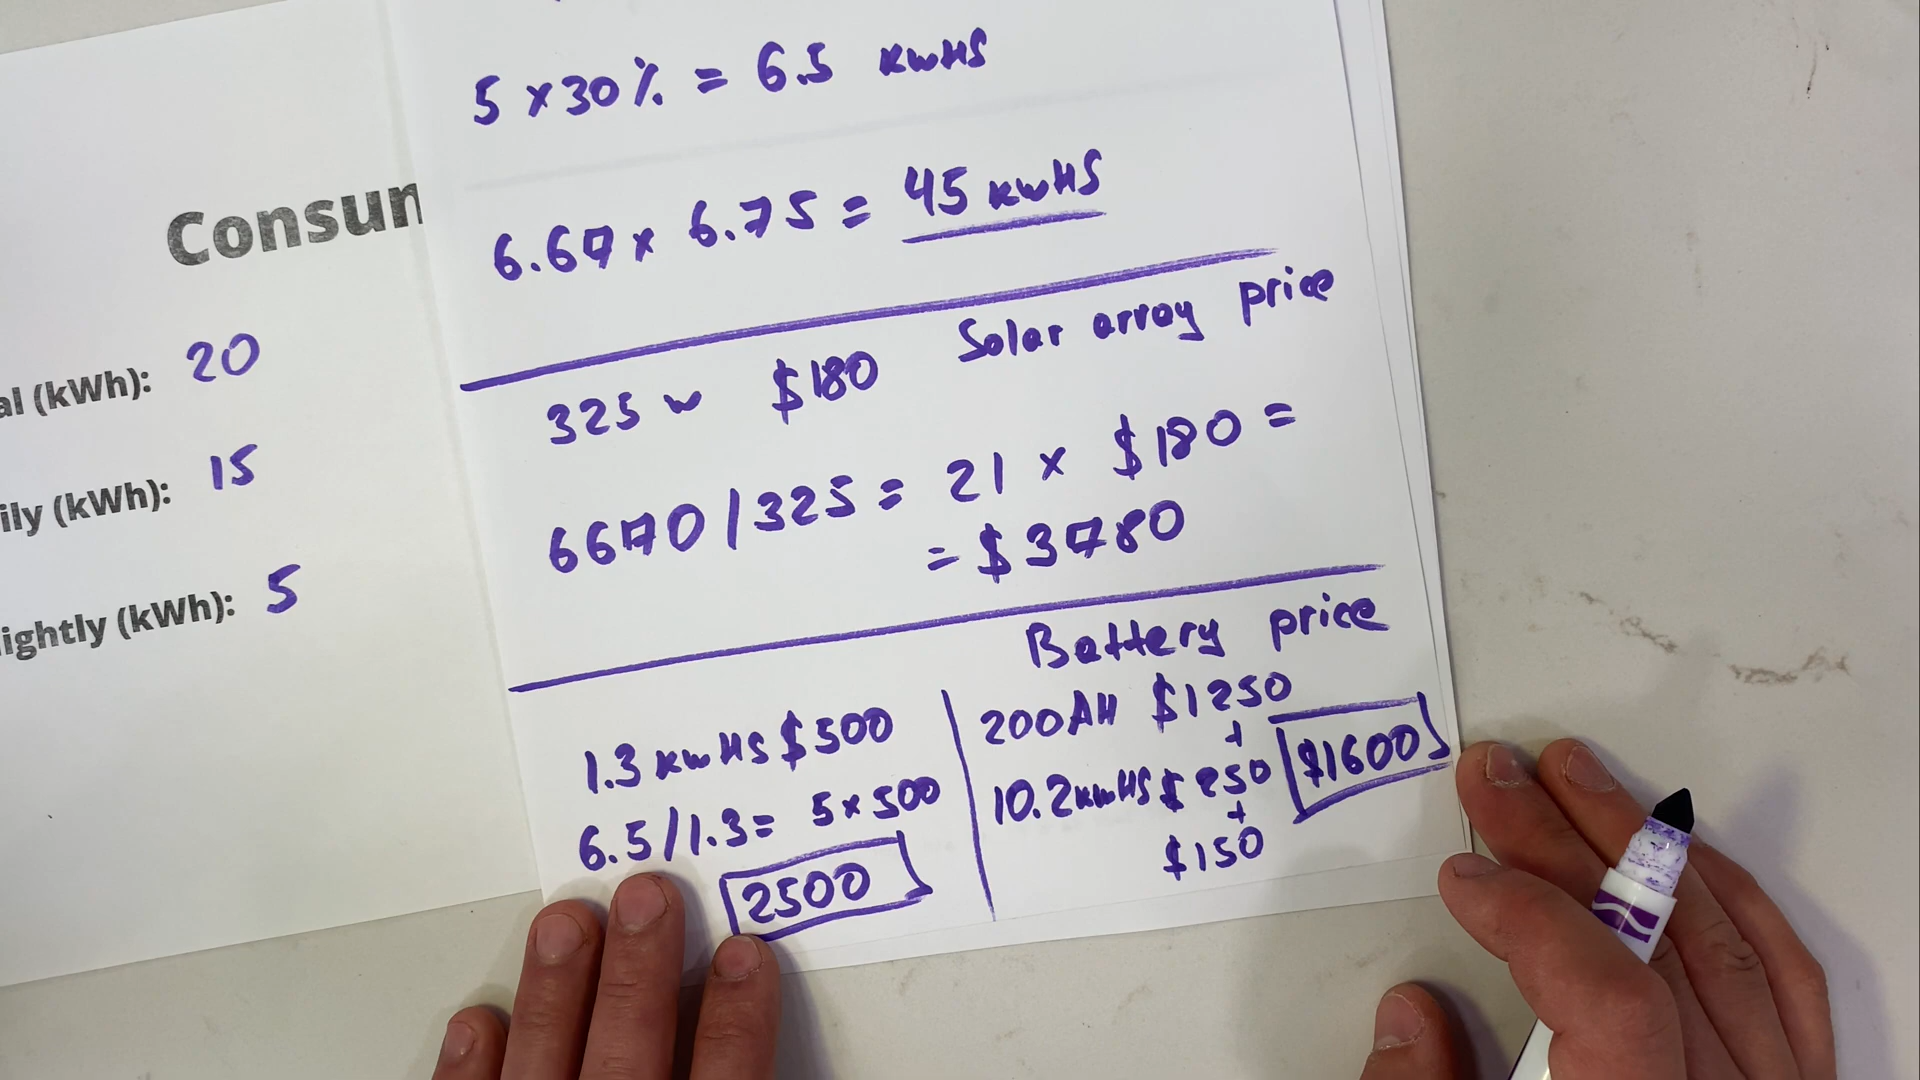 Consum
al (kWh): 20
ily (kWh): 15
lightly (kWh): 5
5 x 30% = 6.5 KWHS
6.67 x 6.75 = 45 KWHS
Solar array price
325 W $180
6670 / 325 = 21 x $180 =
= $3780
Battery price
1.3 KWHS $500
6.5/1.3 = 5 x 500
2500
200AH $1250
+
10.2KWHS $250 $1600
+
$150